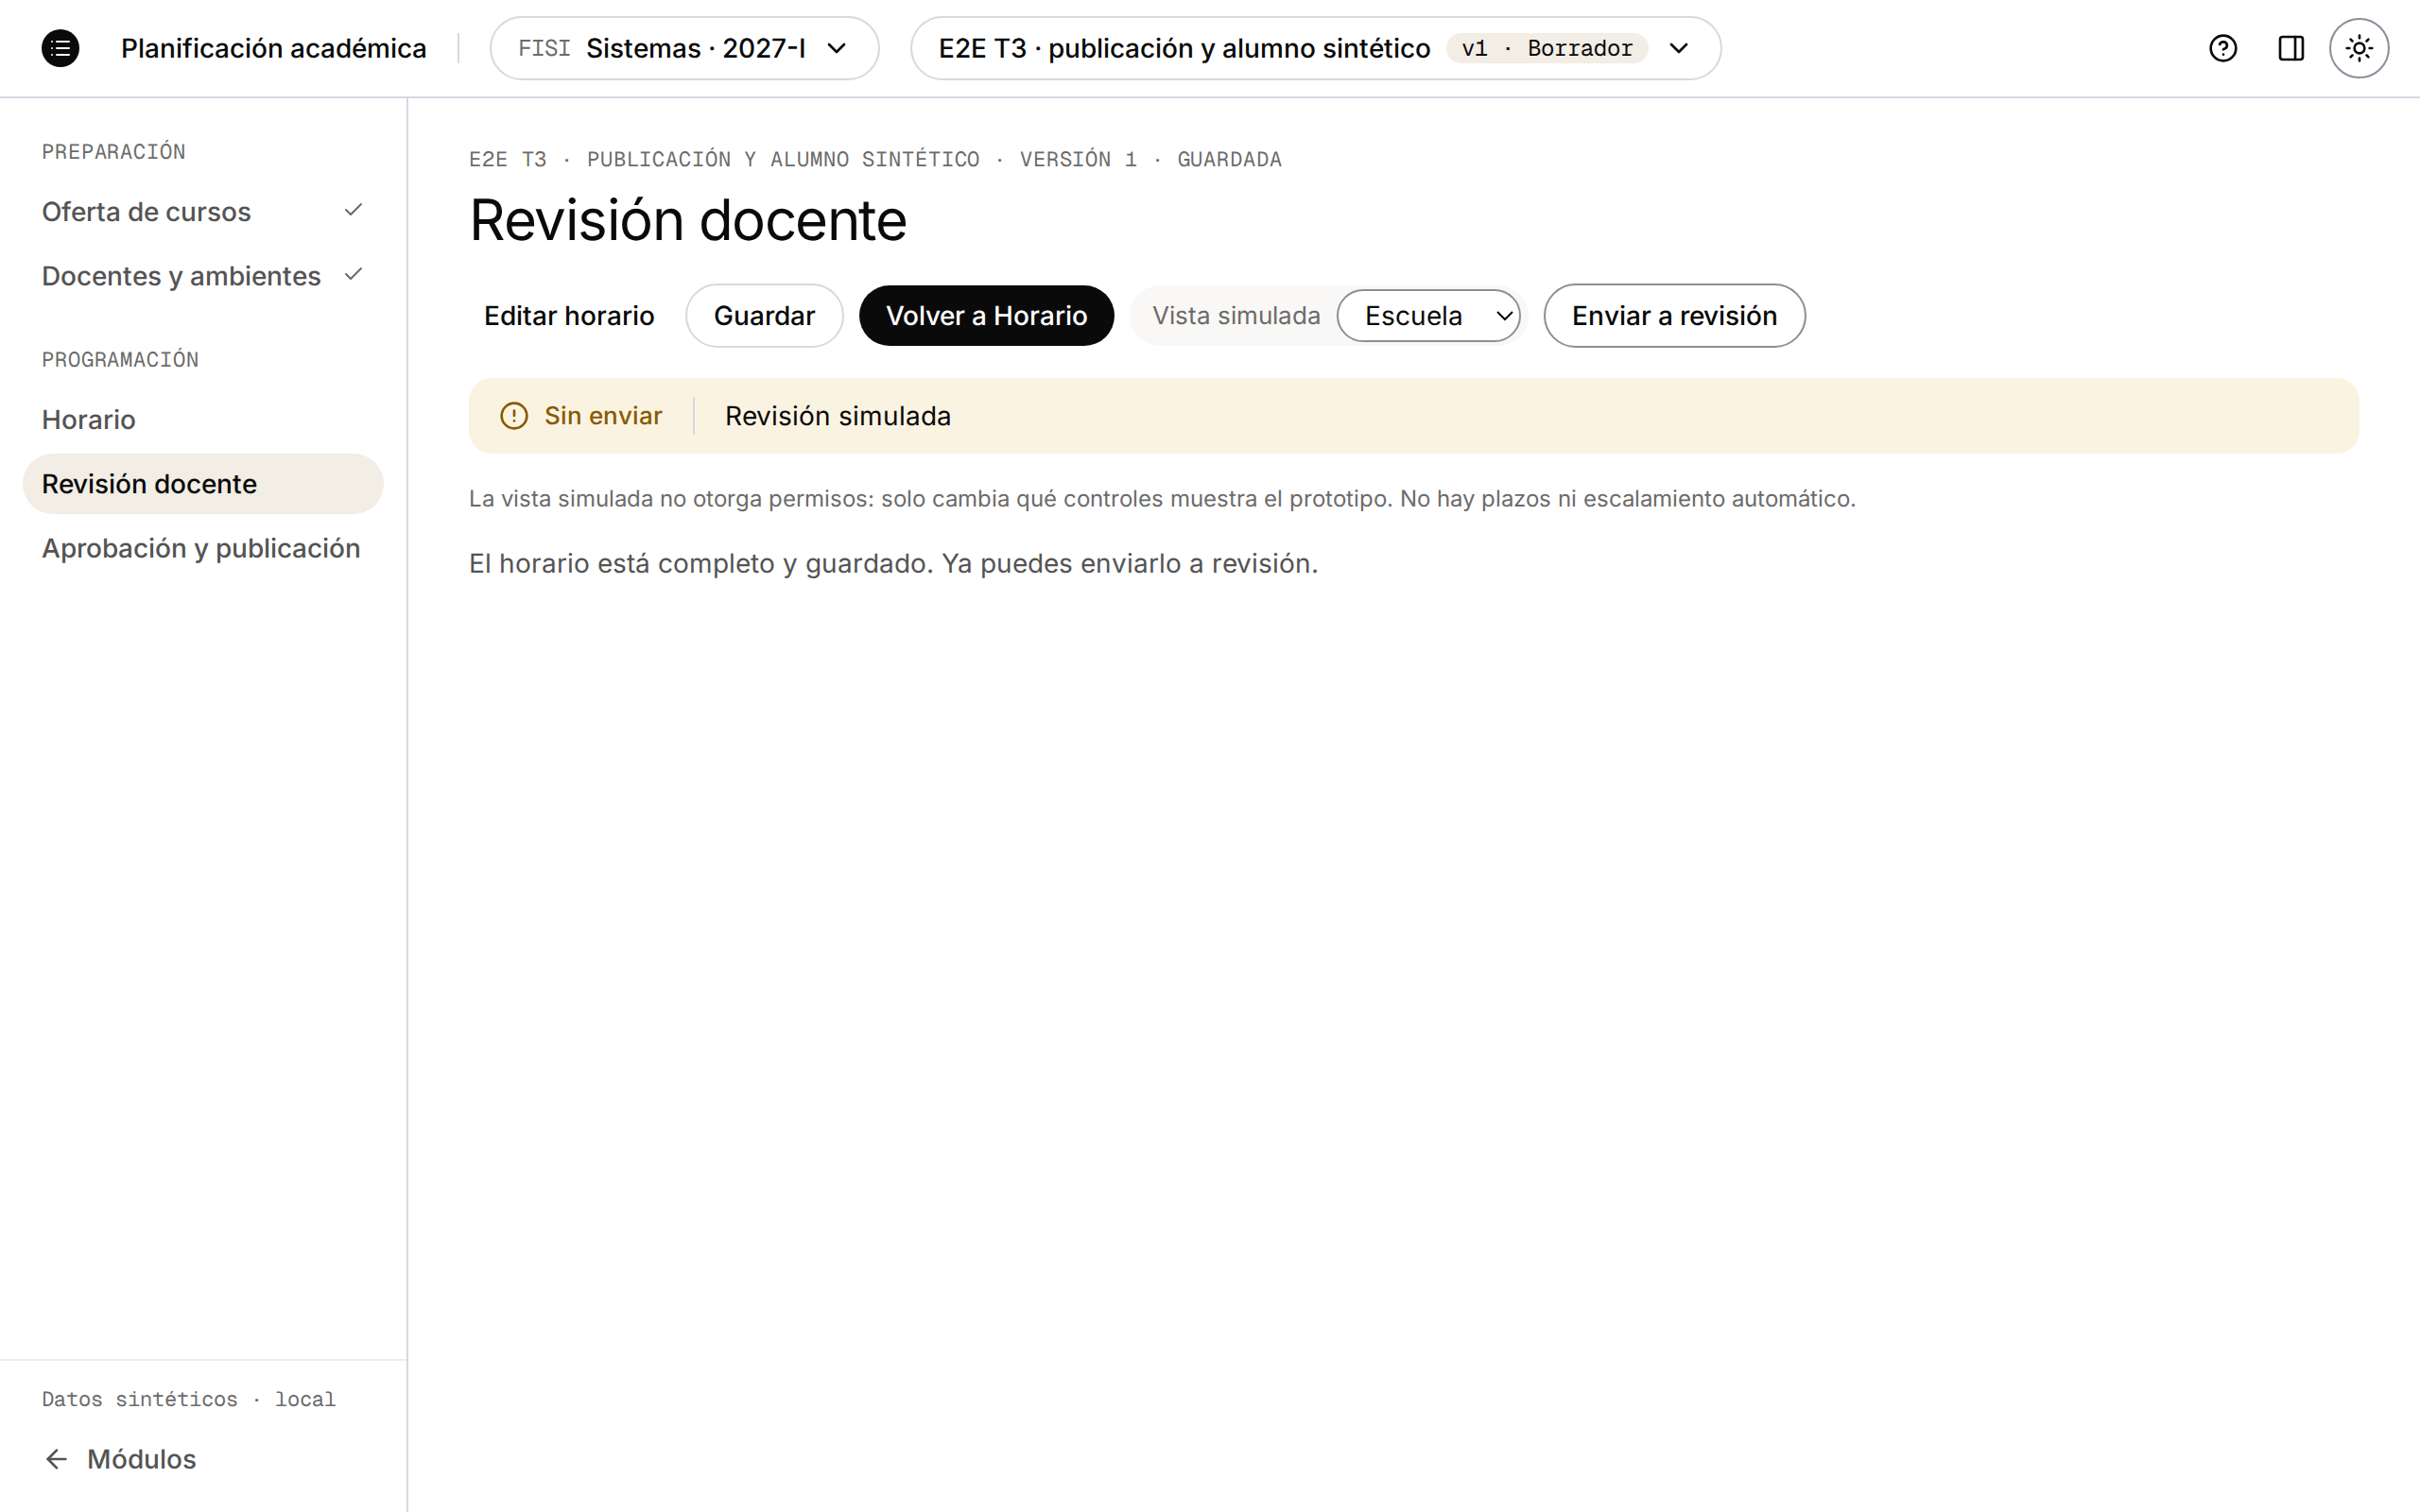 Planificación académica
FISI Sistemas · 2027-I
E2E T3 · publicación y alumno sintético v1 · Borrador
PREPARACIÓN
Oferta de cursos
Docentes y ambientes
PROGRAMACIÓN
Horario
Revisión docente
Aprobación y publicación
Datos sintéticos · local
Módulos
E2E T3 · PUBLICACIÓN Y ALUMNO SINTÉTICO · VERSIÓN 1 · GUARDADA
Revisión docente
Editar horario Guardar Volver a Horario Vista simulada Escuela Enviar a revisión
Sin enviar Revisión simulada
La vista simulada no otorga permisos: solo cambia qué controles muestra el prototipo. No hay plazos ni escalamiento automático.
El horario está completo y guardado. Ya puedes enviarlo a revisión.